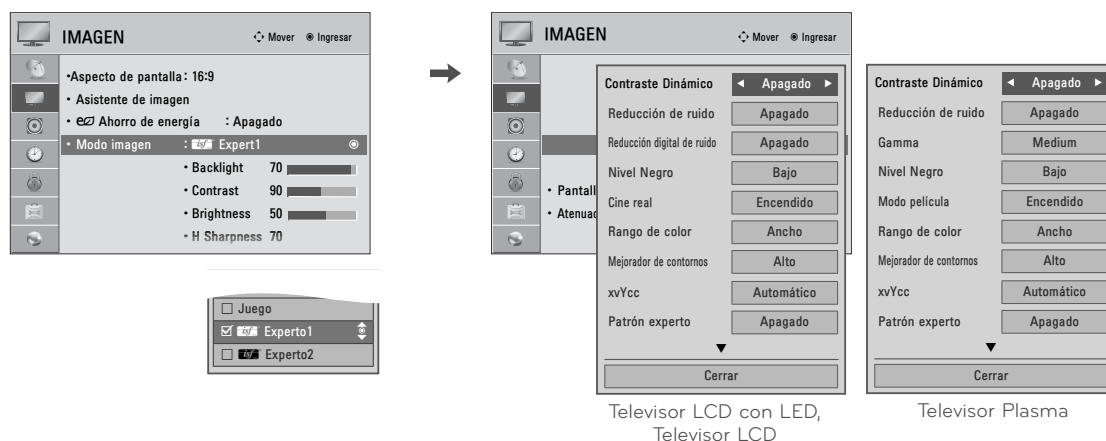 IMAGEN
Mover
Ingresar
•Aspecto de pantalla : 16:9
• Asistente de imagen
• Ahorro de energía : Apagado
• Modo imagen : isf Expert1
• Backlight 70
• Contrast 90
• Brightness 50
• H Sharpness 70
Juego
isf Experto1
isf Experto2
IMAGEN
Mover
Ingresar
• Pantall
• Atenuac
Contraste Dinámico ◄ Apagado ►
Reducción de ruido Apagado
Reducción digital de ruido Apagado
Nivel Negro Bajo
Cine real Encendido
Rango de color Ancho
Mejorador de contornos Alto
xvYcc Automático
Patrón experto Apagado
▼
Cerrar
Televisor LCD con LED,
Televisor LCD
Contraste Dinámico ◄ Apagado ►
Reducción de ruido Apagado
Gamma Medium
Nivel Negro Bajo
Modo película Encendido
Rango de color Ancho
Mejorador de contornos Alto
xvYcc Automático
Patrón experto Apagado
▼
Cerrar
Televisor Plasma